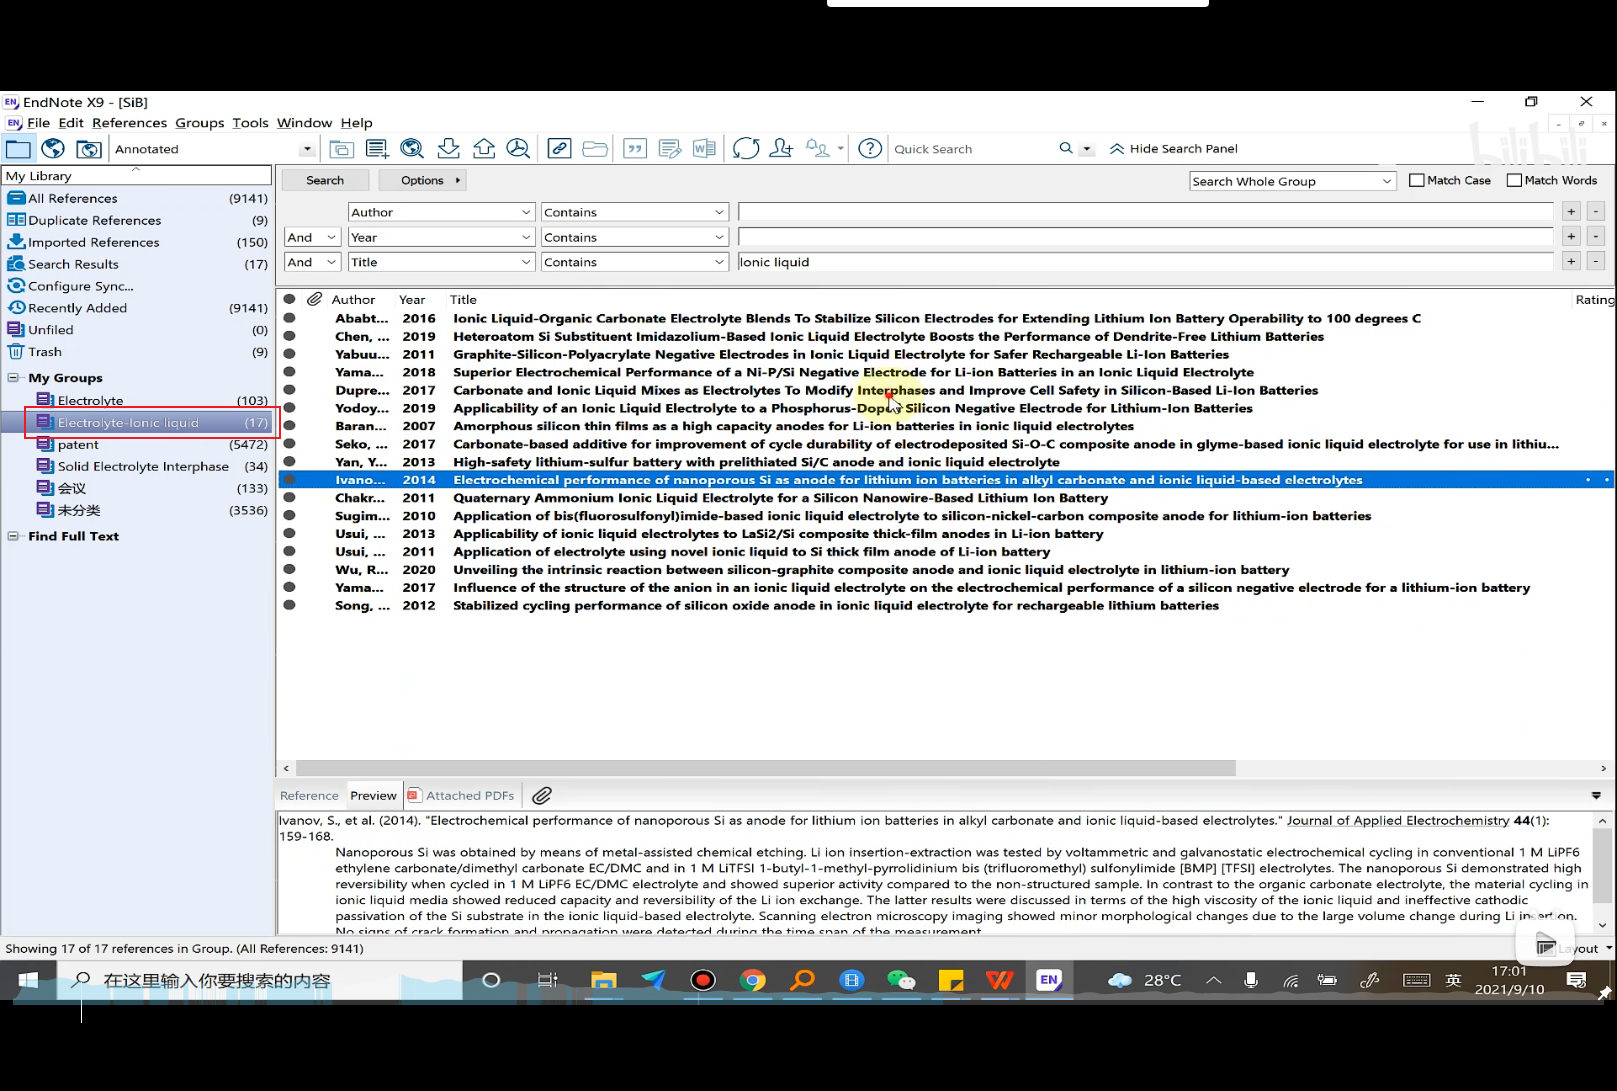 EN EndNote X9 - [SiB]
EN File Edit References Groups Tools Window Help
Annotated Quick Search Hide Search Panel
bilibili
My Library
All References (9141)
Duplicate References (9)
Imported References (150)
Search Results (17)
Configure Sync...
Recently Added (9141)
Unfiled (0)
Trash (9)
My Groups
Electrolyte (103)
Electrolyte-Ionic liquid (17)
patent (5472)
Solid Electrolyte Interphase (34)
会议 (133)
未分类 (3536)
Find Full Text
Search Options Search Whole Group Match Case Match Words
Author Contains + -
And Year Contains + -
And Title Contains Ionic liquid + -
Author Year Title Rating
Ababt... 2016 Ionic Liquid-Organic Carbonate Electrolyte Blends To Stabilize Silicon Electrodes for Extending Lithium Ion Battery Operability to 100 degrees C
Chen, ... 2019 Heteroatom Si Substituent Imidazolium-Based Ionic Liquid Electrolyte Boosts the Performance of Dendrite-Free Lithium Batteries
Yabuu... 2011 Graphite-Silicon-Polyacrylate Negative Electrodes in Ionic Liquid Electrolyte for Safer Rechargeable Li-Ion Batteries
Yama... 2018 Superior Electrochemical Performance of a Ni-P/Si Negative Electrode for Li-ion Batteries in an Ionic Liquid Electrolyte
Dupre... 2017 Carbonate and Ionic Liquid Mixes as Electrolytes To Modify Interphases and Improve Cell Safety in Silicon-Based Li-Ion Batteries
Yodoy... 2019 Applicability of an Ionic Liquid Electrolyte to a Phosphorus-Doped Silicon Negative Electrode for Lithium-Ion Batteries
Baran... 2007 Amorphous silicon thin films as a high capacity anodes for Li-ion batteries in ionic liquid electrolytes
Seko, ... 2017 Carbonate-based additive for improvement of cycle durability of electrodeposited Si-O-C composite anode in glyme-based ionic liquid electrolyte for use in lithiu...
Yan, Y... 2013 High-safety lithium-sulfur battery with prelithiated Si/C anode and ionic liquid electrolyte
Ivano... 2014 Electrochemical performance of nanoporous Si as anode for lithium ion batteries in alkyl carbonate and ionic liquid-based electrolytes
Chakr... 2011 Quaternary Ammonium Ionic Liquid Electrolyte for a Silicon Nanowire-Based Lithium Ion Battery
Sugim... 2010 Application of bis(fluorosulfonyl)imide-based ionic liquid electrolyte to silicon-nickel-carbon composite anode for lithium-ion batteries
Usui, ... 2013 Applicability of ionic liquid electrolytes to LaSi2/Si composite thick-film anodes in Li-ion battery
Usui, ... 2011 Application of electrolyte using novel ionic liquid to Si thick film anode of Li-ion battery
Wu, R... 2020 Unveiling the intrinsic reaction between silicon-graphite composite anode and ionic liquid electrolyte in lithium-ion battery
Yama... 2017 Influence of the structure of the anion in an ionic liquid electrolyte on the electrochemical performance of a silicon negative electrode for a lithium-ion battery
Song, ... 2012 Stabilized cycling performance of silicon oxide anode in ionic liquid electrolyte for rechargeable lithium batteries
Reference Preview Attached PDFs
Ivanov, S., et al. (2014). "Electrochemical performance of nanoporous Si as anode for lithium ion batteries in alkyl carbonate and ionic liquid-based electrolytes." Journal of Applied Electrochemistry 44(1):
159-168.
Nanoporous Si was obtained by means of metal-assisted chemical etching. Li ion insertion-extraction was tested by voltammetric and galvanostatic electrochemical cycling in conventional 1 M LiPF6
ethylene carbonate/dimethyl carbonate EC/DMC and in 1 M LiTFSI 1-butyl-1-methyl-pyrrolidinium bis (trifluoromethyl) sulfonylimide [BMP] [TFSI] electrolytes. The nanoporous Si demonstrated high
reversibility when cycled in 1 M LiPF6 EC/DMC electrolyte and showed superior activity compared to the non-structured sample. In contrast to the organic carbonate electrolyte, the material cycling in
ionic liquid media showed reduced capacity and reversibility of the Li ion exchange. The latter results were discussed in terms of the high viscosity of the ionic liquid and ineffective cathodic
passivation of the Si substrate in the ionic liquid-based electrolyte. Scanning electron microscopy imaging showed minor morphological changes due to the large volume change during Li insertion.
No signs of crack formation and propagation were detected during the time span of the measurement.
Showing 17 of 17 references in Group. (All References: 9141) Layout
在这里输入你要搜索的内容 EN 28°C 英 17:01
2021/9/10